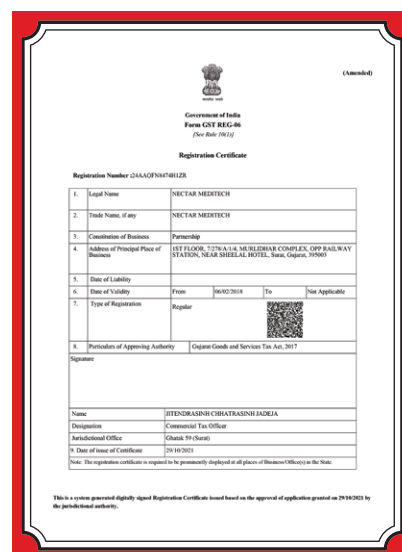 (Amended)
Government of India
Form GST REG-06
[See Rule 10(1)]
Registration Certificate
Registration Number :24AAOFN8474H1ZR
1. Legal Name NECTAR MEDITECH
2. Trade Name, if any NECTAR MEDITECH
3. Constitution of Business Partnership
4. Address of Principal Place of Business 1ST FLOOR, 7/278/A/1/4, MURLIDHAR COMPLEX, OPP RAILWAY STATION, NEAR SHEELAL HOTEL, Surat, Gujarat, 395003
5. Date of Liability
6. Date of Validity From 06/02/2018 To Not Applicable
7. Type of Registration Regular
8. Particulars of Approving Authority Gujarat Goods and Services Tax Act, 2017
Signature
Name JITENDRASINH CHHATRASINH JADEJA
Designation Commercial Tax Officer
Jurisdictional Office Ghatak 59 (Surat)
9. Date of issue of Certificate 29/10/2021
Note: The registration certificate is required to be prominently displayed at all places of Business/Office(s) in the State.
This is a system generated digitally signed Registration Certificate issued based on the approval of application granted on 29/10/2021 by
the jurisdictional authority.